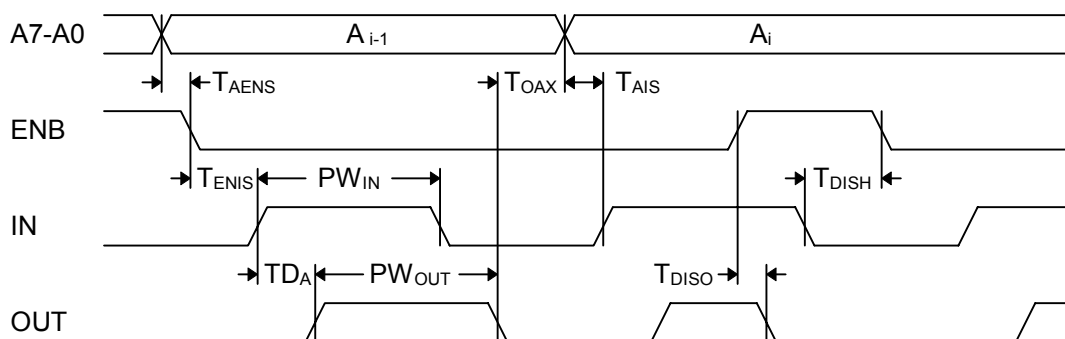 A7-A0 A i-1 Ai
TAENS TOAX TAIS
ENB
TENIS PWIN TDISH
IN
TDA PWOUT TDISO
OUT